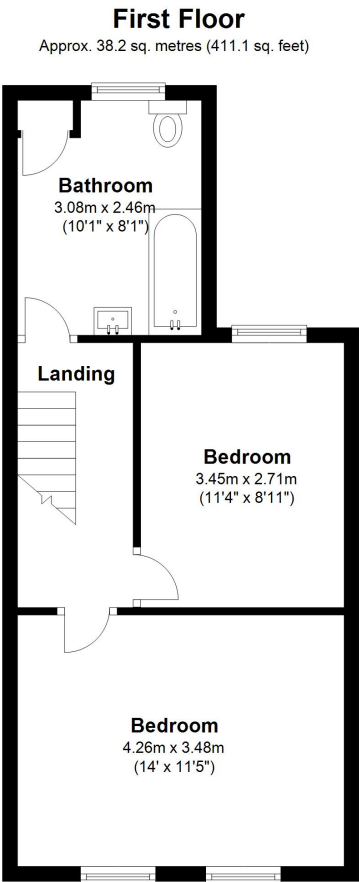 First Floor
Approx. 38.2 sq. metres (411.1 sq. feet)
Bathroom
3.08m x 2.46m
(10'1" x 8'1")
Landing
Bedroom
3.45m x 2.71m
(11'4" x 8'11")
Bedroom
4.26m x 3.48m
(14' x 11'5")